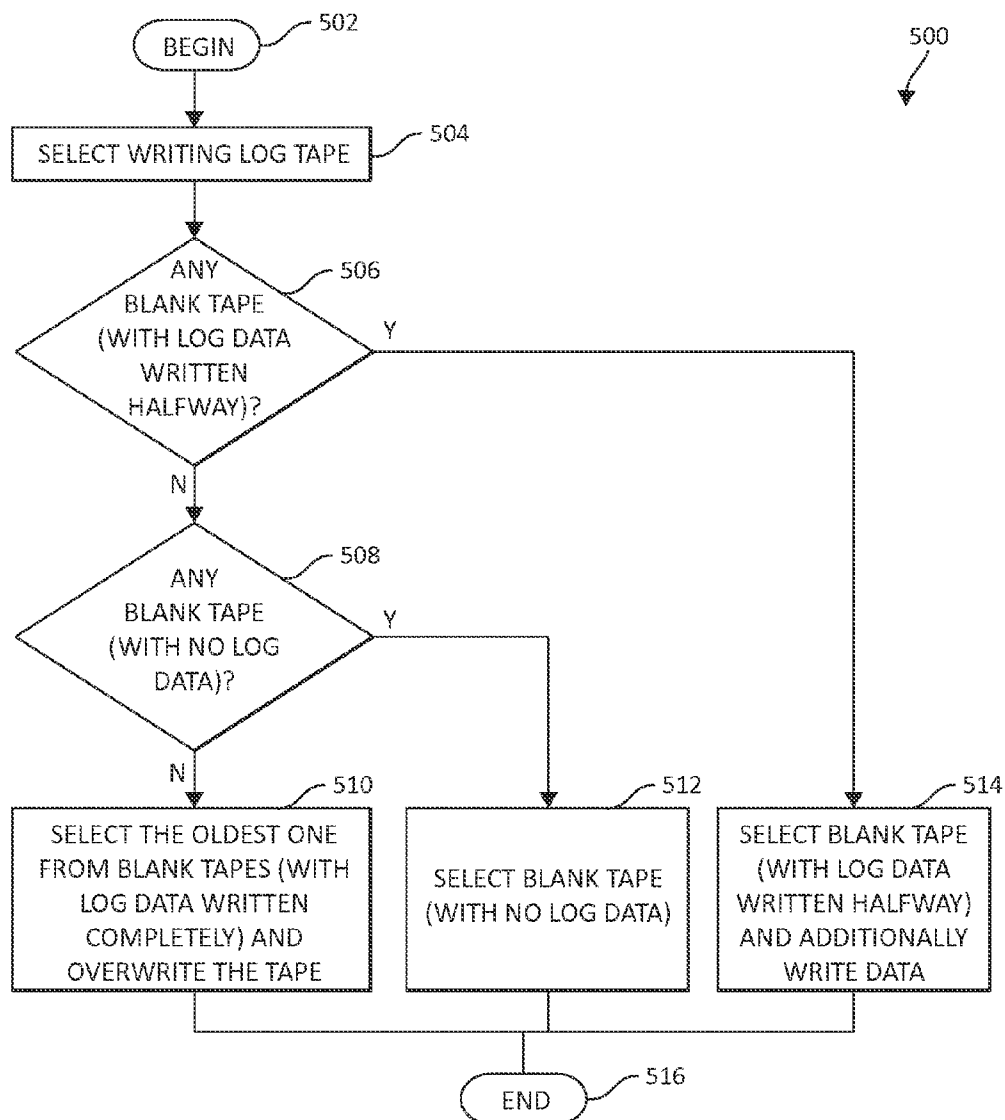 BEGIN
502
500
SELECT WRITING LOG TAPE
504
ANY
BLANK TAPE
(WITH LOG DATA
WRITTEN
HALFWAY)?
506
Y
N
ANY
BLANK TAPE
(WITH NO LOG
DATA)?
508
Y
N
510
SELECT THE OLDEST ONE
FROM BLANK TAPES (WITH
LOG DATA WRITTEN
COMPLETELY) AND
OVERWRITE THE TAPE
512
SELECT BLANK TAPE
(WITH NO LOG DATA)
514
SELECT BLANK TAPE
(WITH LOG DATA
WRITTEN HALFWAY)
AND ADDITIONALLY
WRITE DATA
END
516